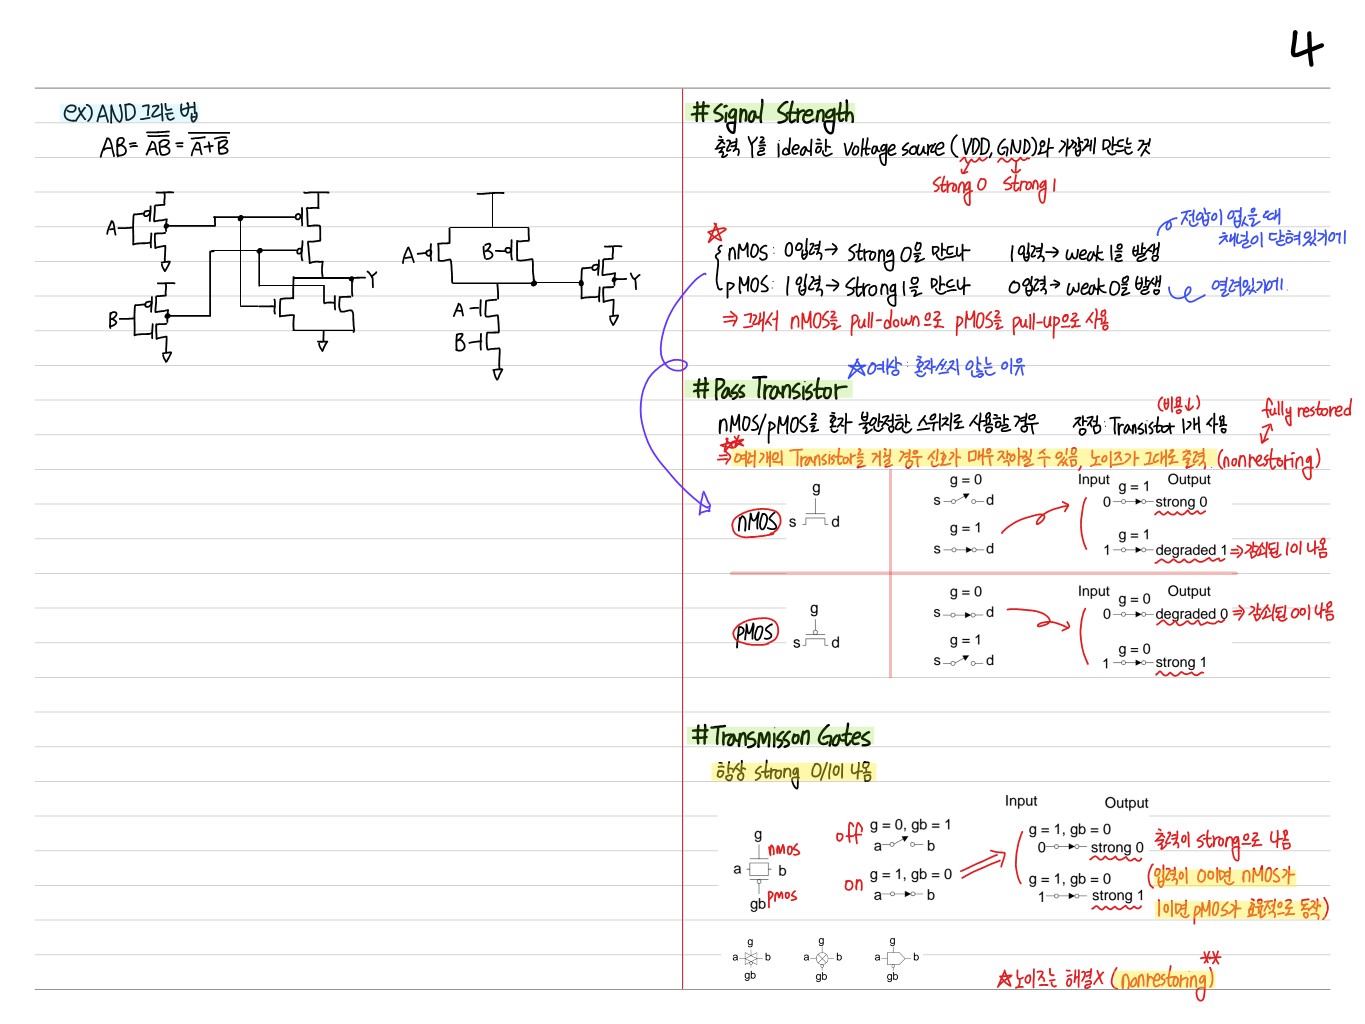 4
ex) AND 그리는 법
AB = A̿B̿ = A̅+B̅
A
B
Y
A
B
A
B
Y
# Signal Strength
출력 Y를 ideal한 voltage source (VDD, GND)와 가깝게 만드는 것
Strong 0 Strong 1
전압이 없을 때
채널이 닫혀있기에
nMOS: 0입력→ Strong 0을 만드나 1입력→ weak 1을 발생
pMOS: 1입력→ Strong 1을 만드나 0입력→ weak 0을 발생
열려있기에.
⇒ 그래서 nMOS를 pull-down으로 pMOS를 pull-up으로 사용
☆예상: 혼자쓰지 않는 이유
# Pass Transistor
(비용↓)
fully restored
nMOS/pMOS를 혼자 불안정한 스위치로 사용할 경우 장점: Transistor 1개 사용
⇒ 여러개의 Transistor를 거칠 경우 신호가 매우 작아질 수 있음, 노이즈가 그대로 출력. (nonrestoring)
nMOS
g
s d
g = 0
s d
g = 1
s d
Input Output
g = 1
0 strong 0
g = 1
1 degraded 1 ⇒ 감쇠된 1이 나옴
pMOS
g
s d
g = 0
s d
g = 1
s d
Input Output
g = 0
0 degraded 0 ⇒ 감쇠된 0이 나옴
g = 0
1 strong 1
# Transmisson Gates
항상 strong 0/1이 나옴
Input Output
g
nmos
a b
gb pmos
off g = 0, gb = 1
a b
on g = 1, gb = 0
a b
g = 1, gb = 0
0 strong 0
g = 1, gb = 0
1 strong 1
출력이 strong으로 나옴
(입력이 0이면 nMOS가
1이면 pMOS가 효율적으로 동작)
g
a b
gb
g
a b
gb
g
a b
gb
☆노이즈는 해결X (nonrestoring)